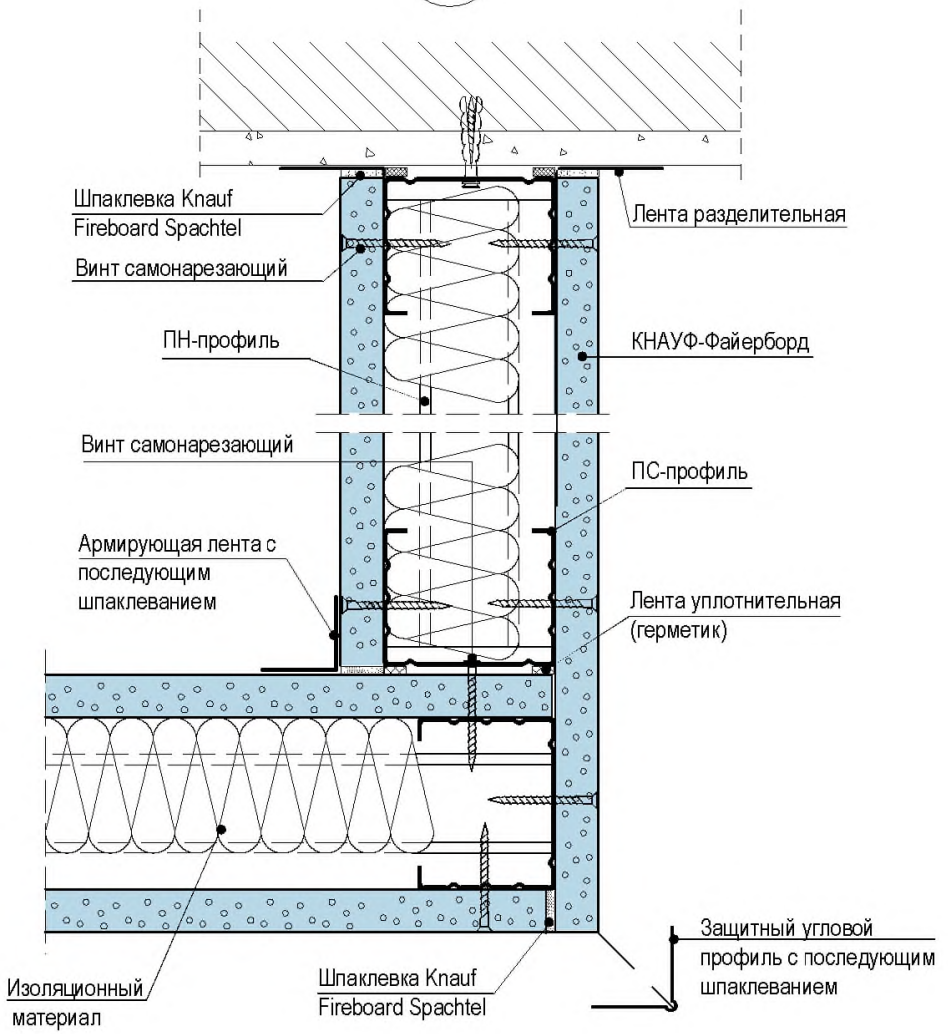 Шпаклевка Knauf
Fireboard Spachtel
Лента разделительная
Винт самонарезающий
ПН-профиль
КНАУФ-Файерборд
Винт самонарезающий
ПС-профиль
Армирующая лента с
последующим
шпаклеванием
Лента уплотнительная
(герметик)
Защитный угловой
профиль с последующим
шпаклеванием
Шпаклевка Knauf
Fireboard Spachtel
Изоляционный
материал